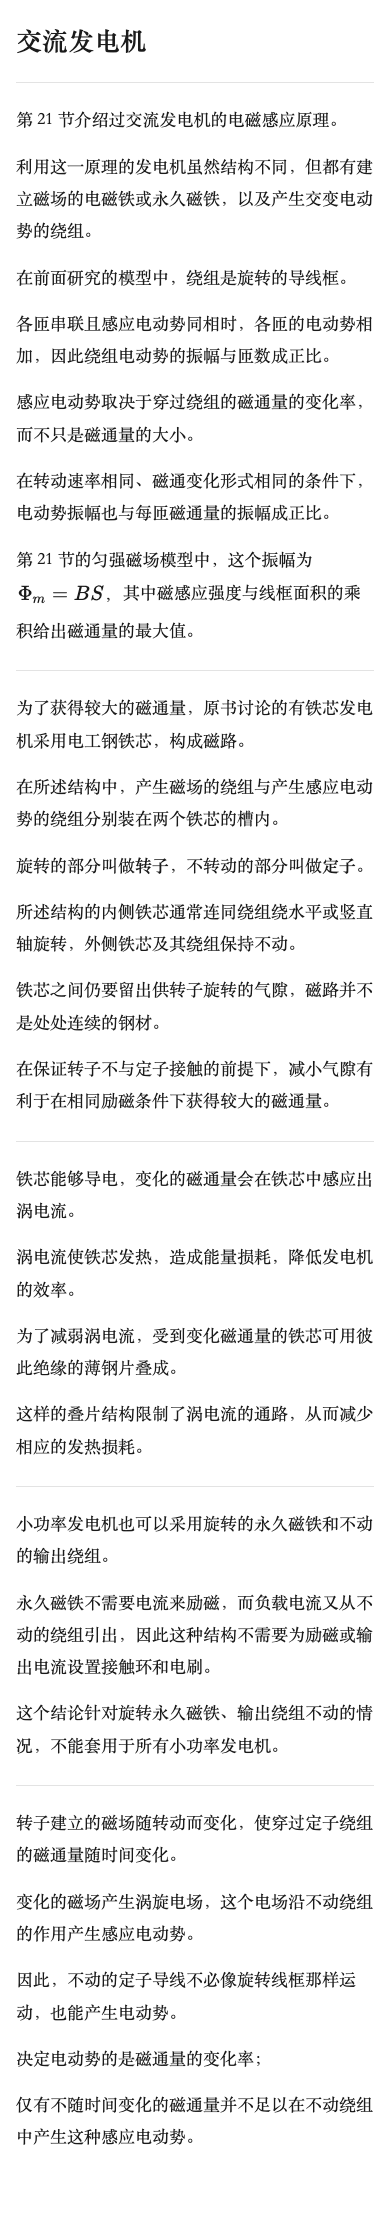 交流发电机
第 21 节介绍过交流发电机的电磁感应原理。
利用这一原理的发电机虽然结构不同，但都有建
立磁场的电磁铁或永久磁铁，以及产生交变电动
势的绕组。
在前面研究的模型中，绕组是旋转的导线框。
各匝串联且感应电动势同相时，各匝的电动势相
加，因此绕组电动势的振幅与匝数成正比。
感应电动势取决于穿过绕组的磁通量的变化率，
而不只是磁通量的大小。
在转动速率相同、磁通变化形式相同的条件下，
电动势振幅也与每匝磁通量的振幅成正比。
第 21 节的匀强磁场模型中，这个振幅为
Φₘ = BS，其中磁感应强度与线框面积的乘
积给出磁通量的最大值。
为了获得较大的磁通量，原书讨论的有铁芯发电
机采用电工钢铁芯，构成磁路。
在所述结构中，产生磁场的绕组与产生感应电动
势的绕组分别装在两个铁芯的槽内。
旋转的部分叫做转子，不转动的部分叫做定子。
所述结构的内侧铁芯通常连同绕组绕水平或竖直
轴旋转，外侧铁芯及其绕组保持不动。
铁芯之间仍要留出供转子旋转的气隙，磁路并不
是处处连续的钢材。
在保证转子不与定子接触的前提下，减小气隙有
利于在相同励磁条件下获得较大的磁通量。
铁芯能够导电，变化的磁通量会在铁芯中感应出
涡电流。
涡电流使铁芯发热，造成能量损耗，降低发电机
的效率。
为了减弱涡电流，受到变化磁通量的铁芯可用彼
此绝缘的薄钢片叠成。
这样的叠片结构限制了涡电流的通路，从而减少
相应的发热损耗。
小功率发电机也可以采用旋转的永久磁铁和不动
的输出绕组。
永久磁铁不需要电流来励磁，而负载电流又从不
动的绕组引出，因此这种结构不需要为励磁或输
出电流设置接触环和电刷。
这个结论针对旋转永久磁铁、输出绕组不动的情
况，不能套用于所有小功率发电机。
转子建立的磁场随转动而变化，使穿过定子绕组
的磁通量随时间变化。
变化的磁场产生涡旋电场，这个电场沿不动绕组
的作用产生感应电动势。
因此，不动的定子导线不必像旋转线框那样运
动，也能产生电动势。
决定电动势的是磁通量的变化率；
仅有不随时间变化的磁通量并不足以在不动绕组
中产生这种感应电动势。